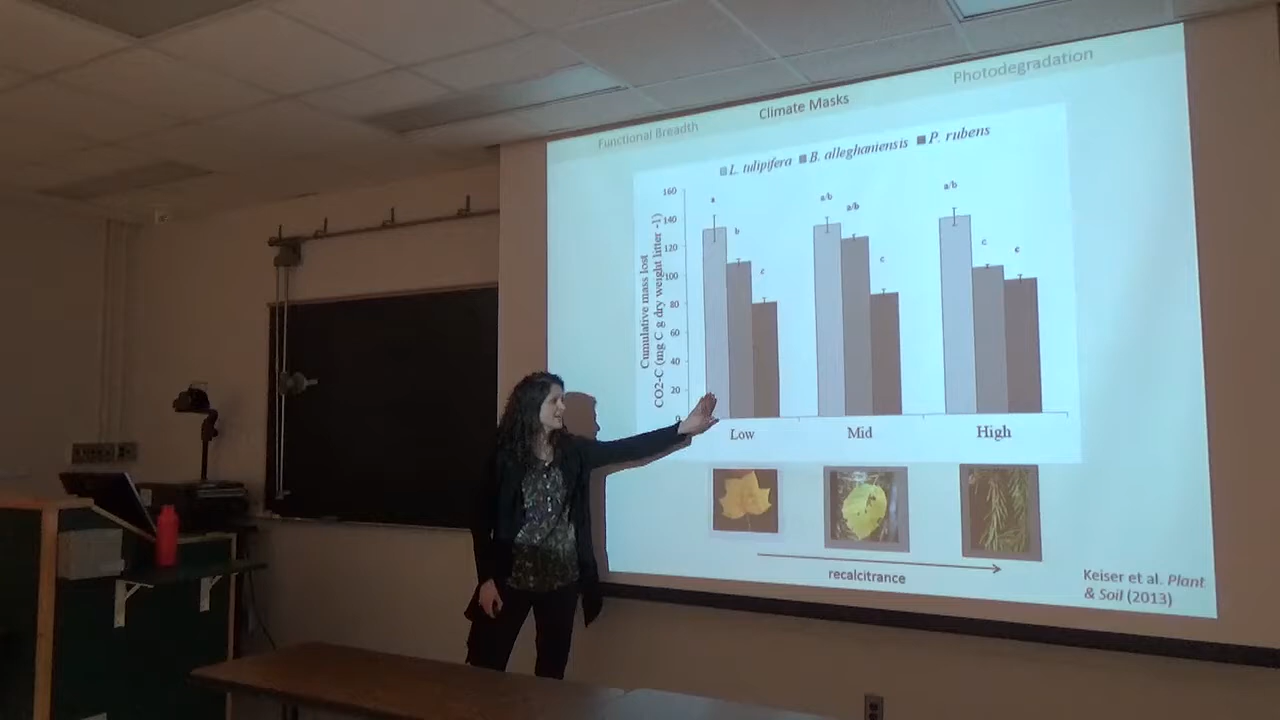 Functional Breadth
Climate Masks
Photodegradation
L. tulipifera B. alleghaniensis P. rubens
Cumulative mass lost
CO2-C (mg C g dry weight litter -1)
160
140
120
100
80
60
40
20
0
a
b
c
a/b
a/b
c
a/b
c
c
Low
Mid
High
recalcitrance
Keiser et al. Plant
& Soil (2013)